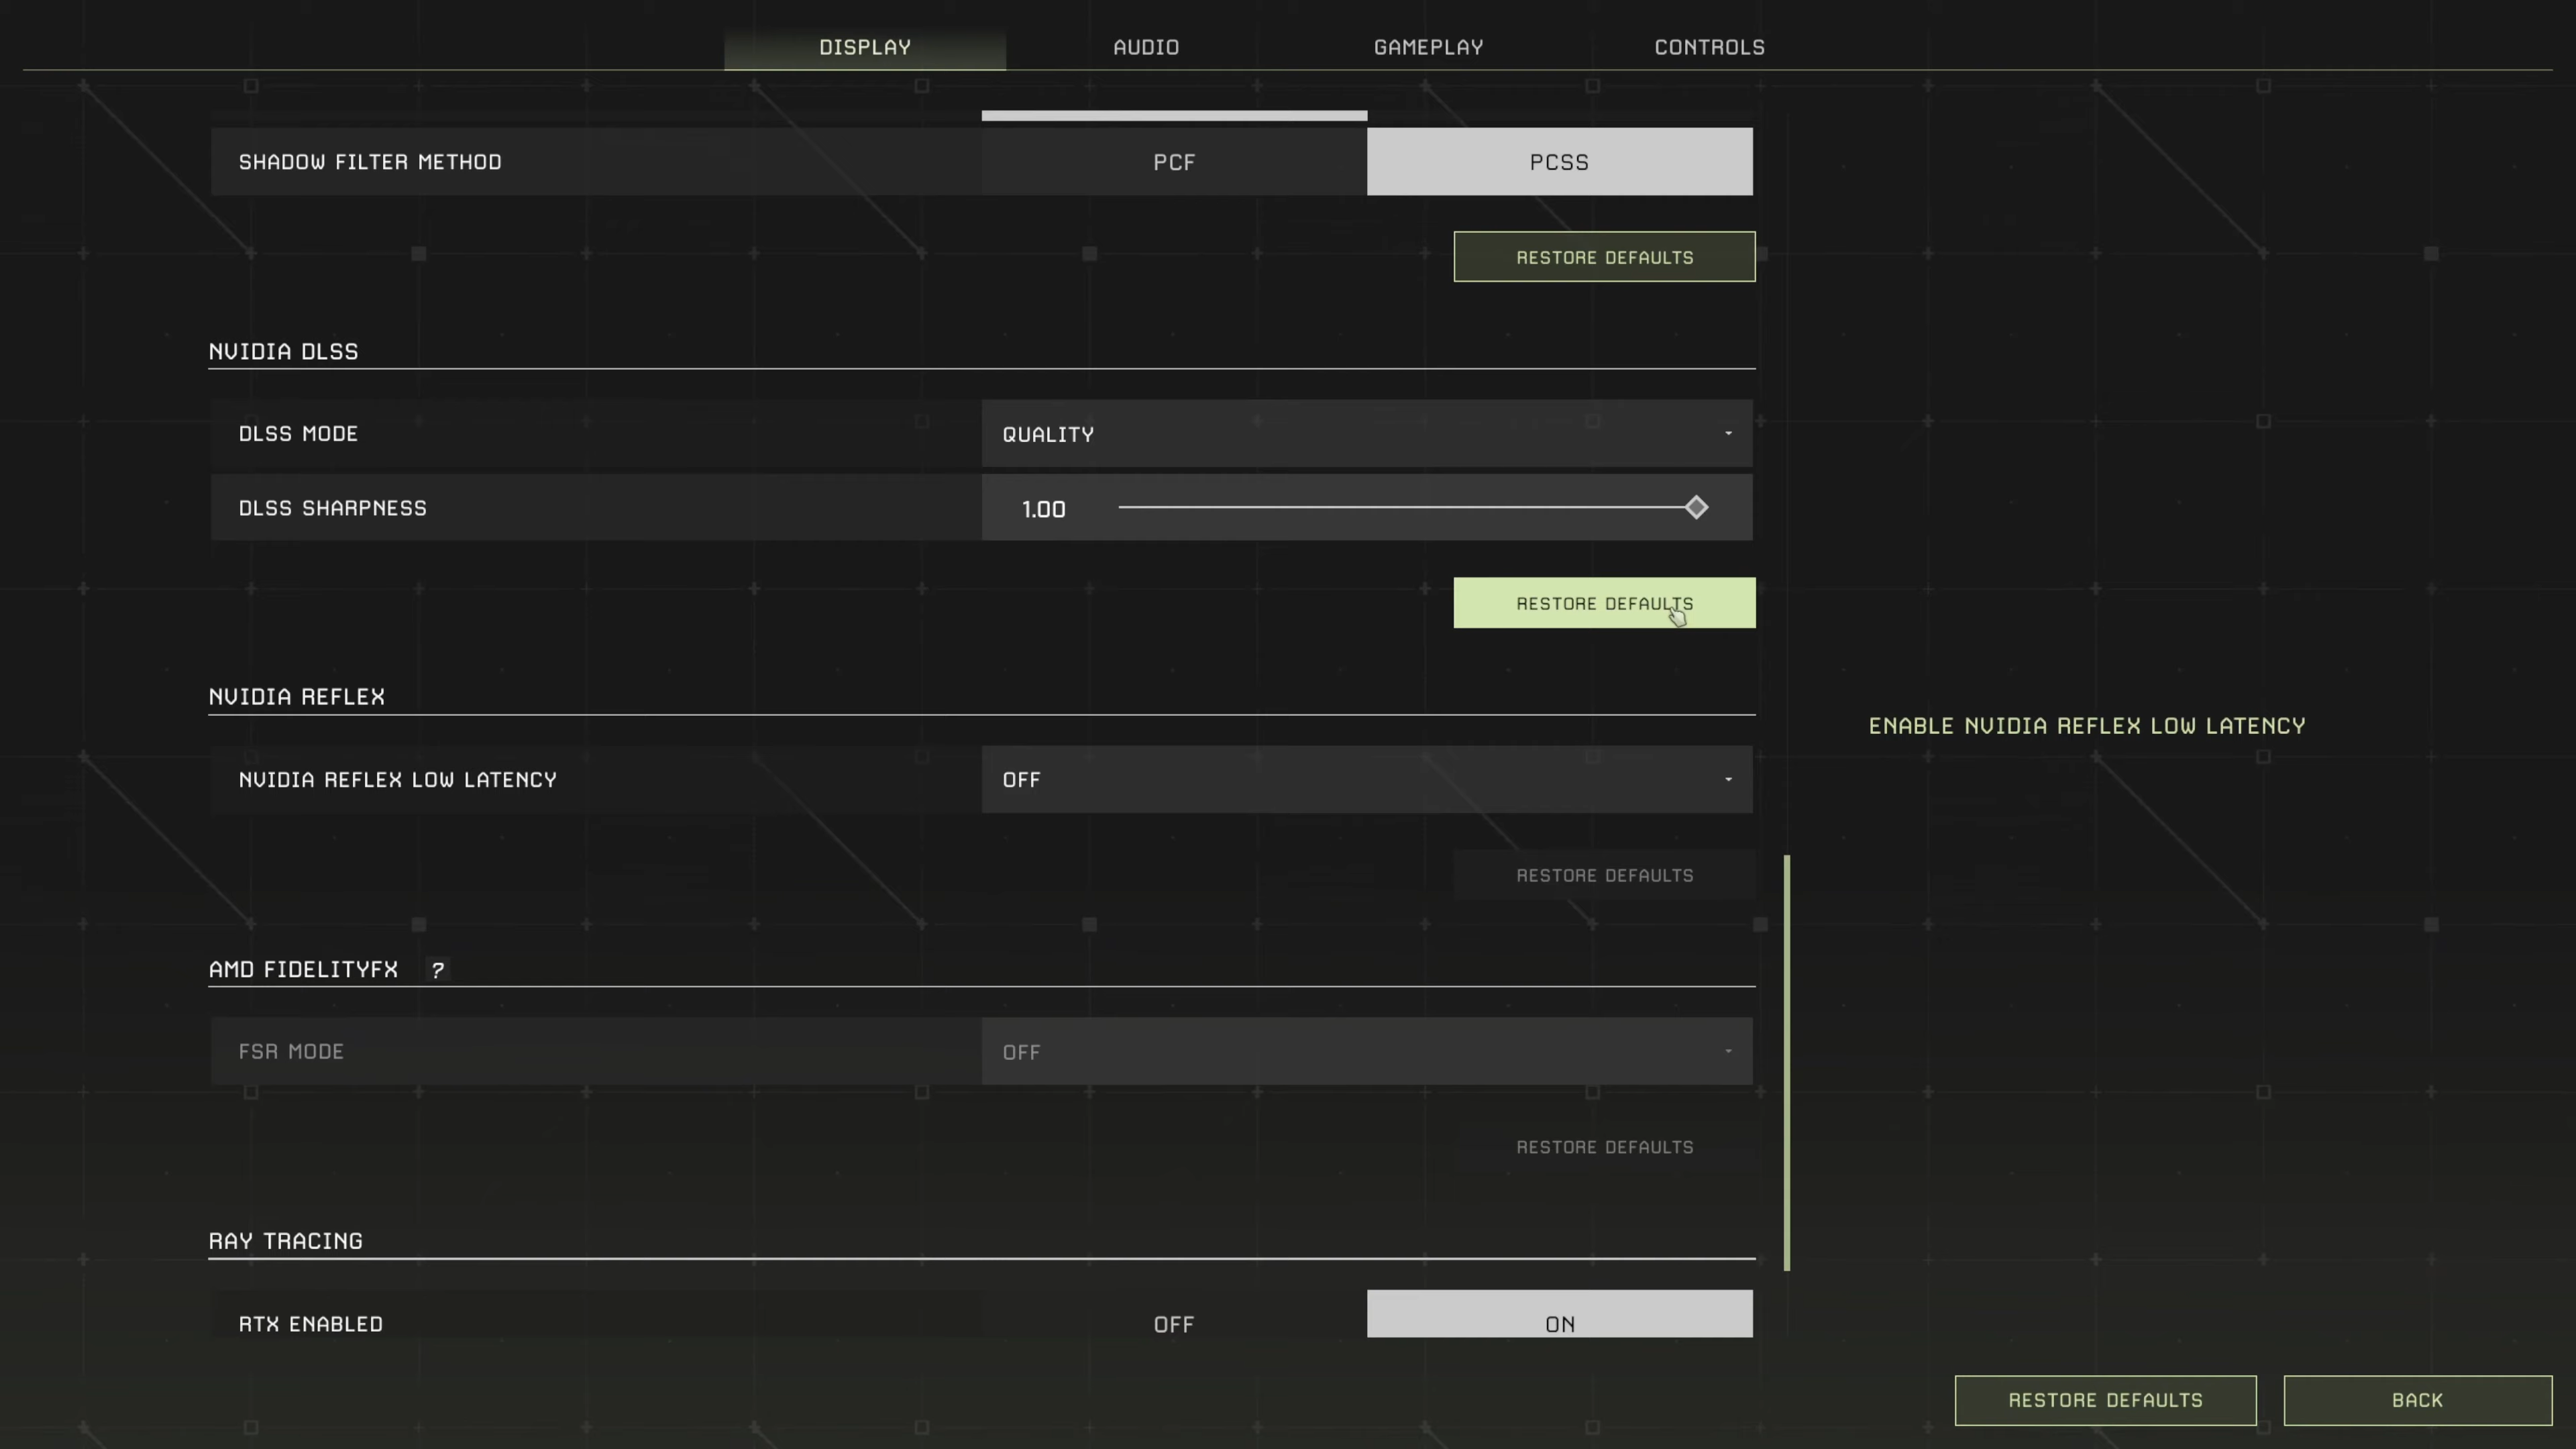 DISPLAY
AUDIO
GAMEPLAY
CONTROLS
SHADOW FILTER METHOD
PCF
PCSS
RESTORE DEFAULTS
NVIDIA DLSS
DLSS MODE
QUALITY
DLSS SHARPNESS
1.00
RESTORE DEFAULTS
NVIDIA REFLEX
ENABLE NVIDIA REFLEX LOW LATENCY
NVIDIA REFLEX LOW LATENCY
OFF
RESTORE DEFAULTS
AMD FIDELITYFX ?
FSR MODE
OFF
RESTORE DEFAULTS
RAY TRACING
RTX ENABLED
OFF
ON
RESTORE DEFAULTS
BACK